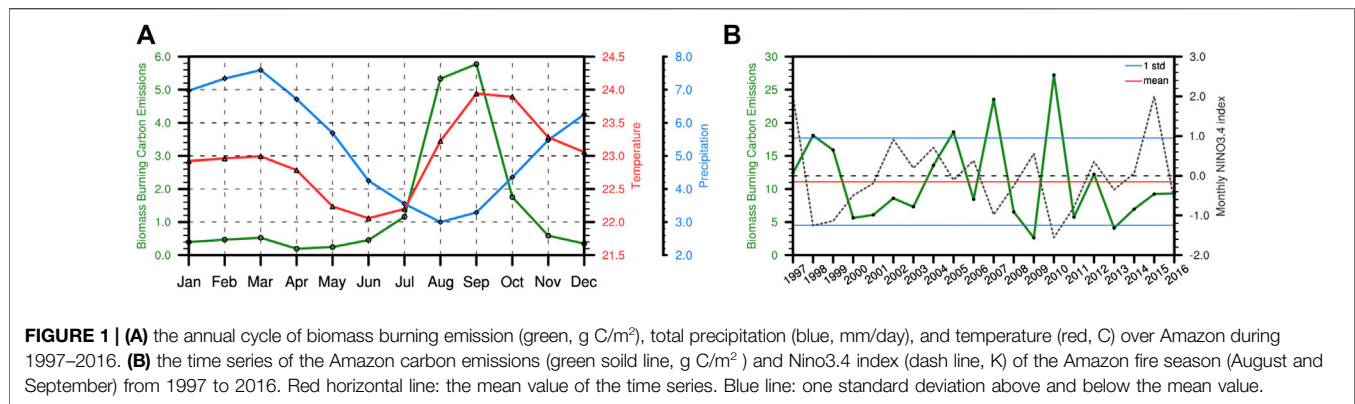 A
B
6.0
5.0
4.0
3.0
2.0
1.0
0.0
Biomass Burning Carbon Emissions
Jan Feb Mar Apr May Jun Jul Aug Sep Oct Nov Dec
24.5
24.0
23.5
23.0
22.5
22.0
21.5
Temperature
8.0
7.0
6.0
5.0
4.0
3.0
2.0
Precipitation
30
25
20
15
10
5
0
Biomass Burning Carbon Emissions
1997 1998 1999 2000 2001 2002 2003 2004 2005 2006 2007 2008 2009 2010 2011 2012 2013 2014 2015 2016
1 std
mean
3.0
2.0
1.0
0.0
-1.0
-2.0
Monthly NINO3.4 index
FIGURE 1 | (A) the annual cycle of biomass burning emission (green, g C/m²), total precipitation (blue, mm/day), and temperature (red, C) over Amazon during
1997–2016. (B) the time series of the Amazon carbon emissions (green soild line, g C/m² ) and Nino3.4 index (dash line, K) of the Amazon fire season (August and
September) from 1997 to 2016. Red horizontal line: the mean value of the time series. Blue line: one standard deviation above and below the mean value.